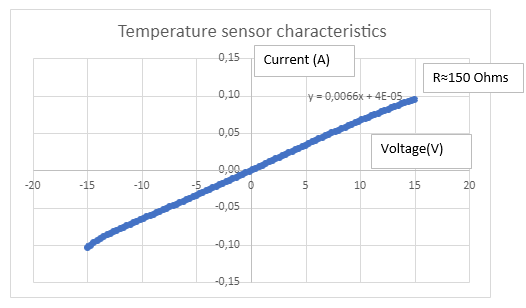 Temperature sensor characteristics
0,15
Current (A)
R≈150 Ohms
0,10
y = 0,0066x + 4E-05
0,05
Voltage(V)
0,00
-20 -15 -10 -5 0 5 10 15 20
-0,05
-0,10
-0,15